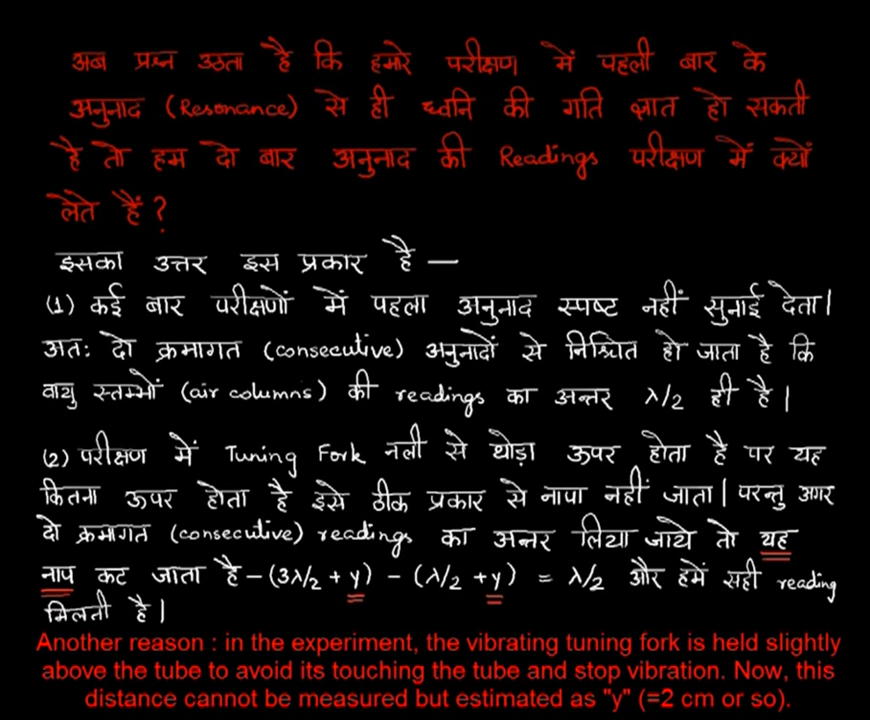 अब प्रश्न उठता है कि हमारे परीक्षण में पहली बार के
अनुनाद (Resonance) से ही ध्वनि की गति ज्ञात हो सकती
है तो हम दो बार अनुनाद की Readings परीक्षण में क्यों
लेते हैं ?
इसका उत्तर इस प्रकार है —
(1) कई बार परीक्षणों में पहला अनुनाद स्पष्ट नहीं सुनाई देता।
अतः दो क्रमागत (consecutive) अनुनादों से निश्चित हो जाता है कि
वायु स्तम्भों (air columns) की readings का अन्तर λ/2 ही है।
(2) परीक्षण में Tuning Fork नली से थोड़ा ऊपर होता है पर यह
कितना ऊपर होता है इसे ठीक प्रकार से नापा नहीं जाता। परन्तु अगर
दो क्रमागत (consecutive) readings का अन्तर लिया जाये तो यह
नाप कट जाता है – (3λ/2 + y) - (λ/2 + y) = λ/2 और हमें सही reading
मिलती है।
Another reason : in the experiment, the vibrating tuning fork is held slightly
above the tube to avoid its touching the tube and stop vibration. Now, this
distance cannot be measured but estimated as "y" (=2 cm or so).